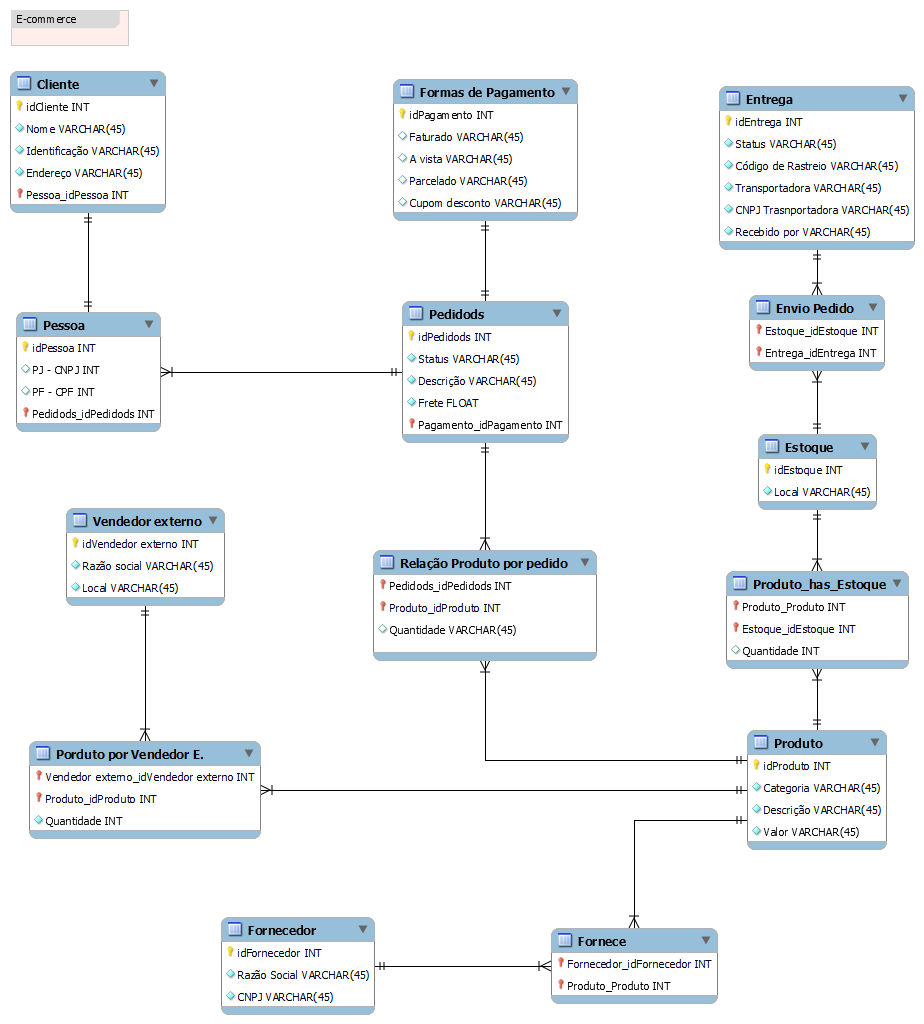 E-commerce
Cliente
idCliente INT
Nome VARCHAR(45)
Identificação VARCHAR(45)
Endereço VARCHAR(45)
Pessoa_idPessoa INT
Formas de Pagamento
idPagamento INT
Faturado VARCHAR(45)
A vista VARCHAR(45)
Parcelado VARCHAR(45)
Cupom desconto VARCHAR(45)
Entrega
idEntrega INT
Status VARCHAR(45)
Código de Rastreio VARCHAR(45)
Transportadora VARCHAR(45)
CNPJ Trasnportadora VARCHAR(45)
Recebido por VARCHAR(45)
Pessoa
idPessoa INT
PJ - CNPJ INT
PF - CPF INT
Pedidods_idPedidods INT
Pedidods
idPedidods INT
Status VARCHAR(45)
Descrição VARCHAR(45)
Frete FLOAT
Pagamento_idPagamento INT
Envio Pedido
Estoque_idEstoque INT
Entrega_idEntrega INT
Estoque
idEstoque INT
Local VARCHAR(45)
Vendedor externo
idVendedor externo INT
Razão social VARCHAR(45)
Local VARCHAR(45)
Relação Produto por pedido
Pedidods_idPedidods INT
Produto_idProduto INT
Quantidade VARCHAR(45)
Produto_has_Estoque
Produto_Produto INT
Estoque_idEstoque INT
Quantidade INT
Porduto por Vendedor E.
Vendedor externo_idVendedor externo INT
Produto_idProduto INT
Quantidade INT
Produto
idProduto INT
Categoria VARCHAR(45)
Descrição VARCHAR(45)
Valor VARCHAR(45)
Fornecedor
idFornecedor INT
Razão Social VARCHAR(45)
CNPJ VARCHAR(45)
Fornece
Fornecedor_idFornecedor INT
Produto_Produto INT